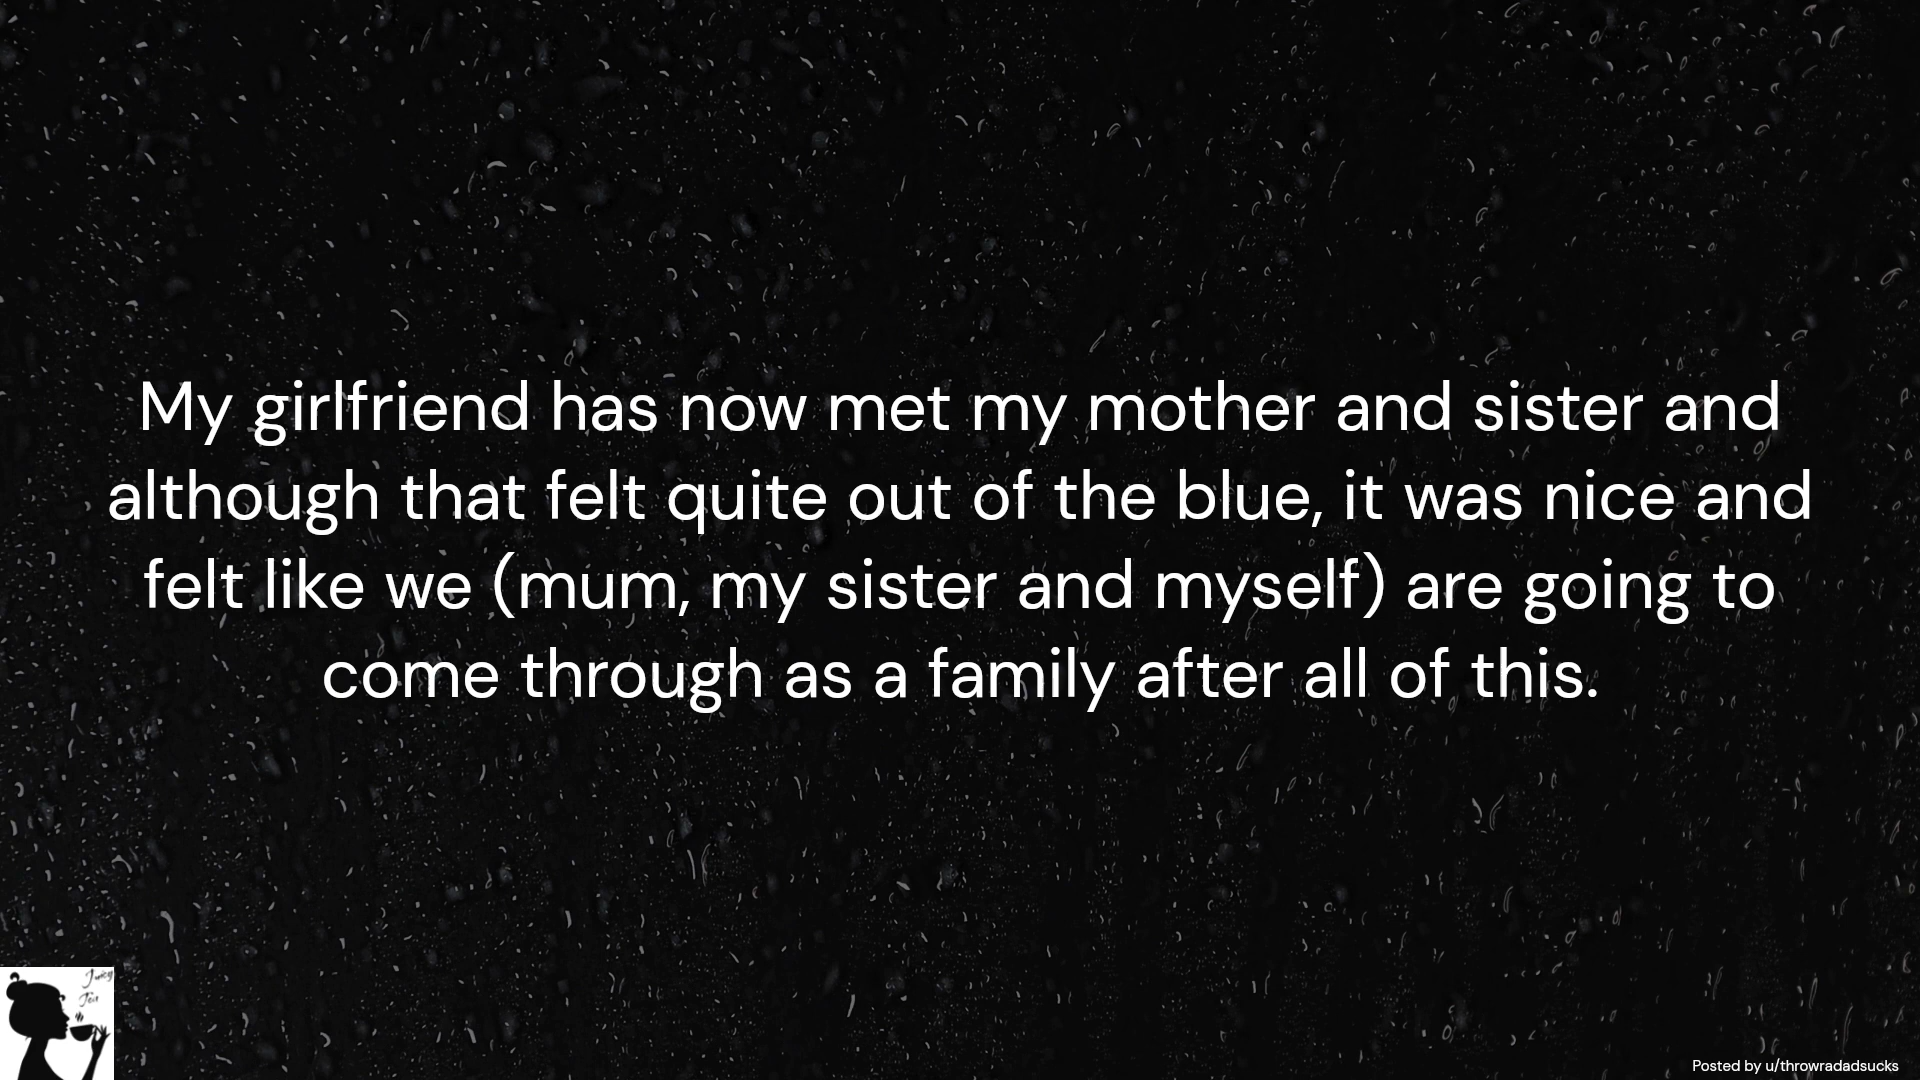 My girlfriend has now met my mother and sister and
although that felt quite out of the blue, it was nice and
felt like we (mum, my sister and myself) are going to
come through as a family after all of this.
Juicy
Posted by u/throwradadsucks